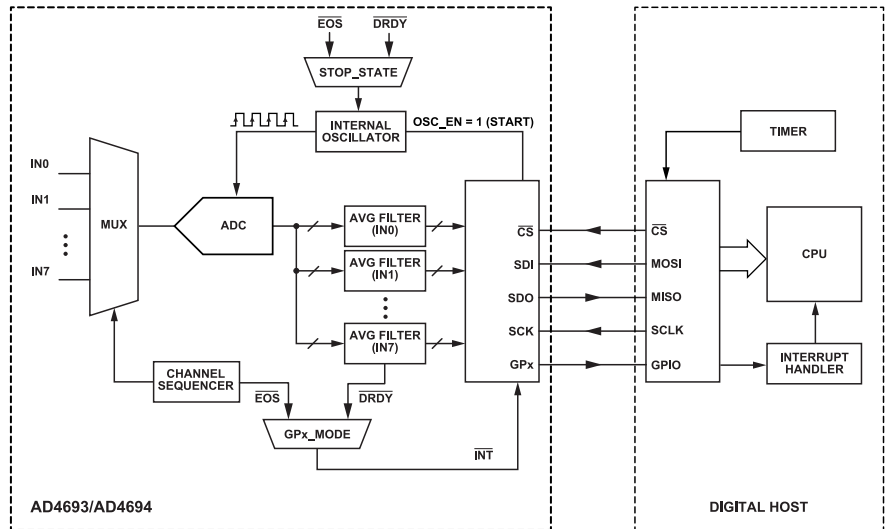 EOS
DRDY
STOP_STATE
INTERNAL
OSCILLATOR
OSC_EN = 1 (START)
TIMER
IN0
IN1
IN7
MUX
ADC
AVG FILTER
(IN0)
AVG FILTER
(IN1)
AVG FILTER
(IN7)
CS
SDI
SDO
SCK
GPx
CS
MOSI
MISO
SCLK
GPIO
CPU
INTERRUPT
HANDLER
CHANNEL
SEQUENCER
EOS
DRDY
GPx_MODE
INT
AD4693/AD4694
DIGITAL HOST